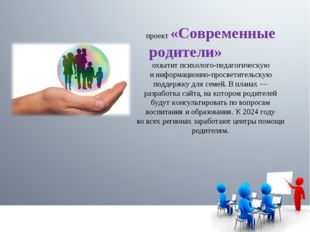 проект «Современные
родители»
охватит психолого-педагогическую
и информационно-просветительскую
поддержку для семей. В планах —
разработка сайта, на котором родителей
будут консультировать по вопросам
воспитания и образования. К 2024 году
во всех регионах заработают центры помощи
родителям.